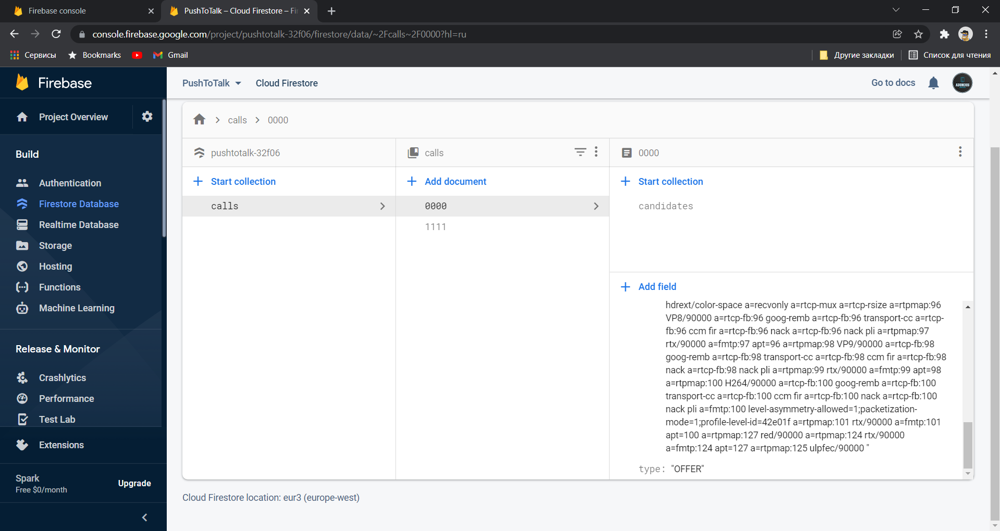 Firebase console
PushToTalk – Cloud Firestore – Fi
console.firebase.google.com/project/pushtotalk-32f06/firestore/data/~2Fcalls~2F0000?hl=ru
Сервисы
Bookmarks
Gmail
Другие закладки
Список для чтения
Firebase
PushToTalk
Cloud Firestore
Go to docs
Project Overview
Build
Authentication
Firestore Database
Realtime Database
Storage
Hosting
Functions
Machine Learning
Release & Monitor
Crashlytics
Performance
Test Lab
Extensions
Spark
Free $0/month
Upgrade
calls
0000
pushtotalk-32f06
Start collection
calls
calls
Add document
0000
1111
0000
Start collection
candidates
Add field
hdrext/color-space a=recvonly a=rtcp-mux a=rtcp-rsize a=rtpmap:96
VP8/90000 a=rtcp-fb:96 goog-remb a=rtcp-fb:96 transport-cc a=rtcp-
fb:96 ccm fir a=rtcp-fb:96 nack a=rtcp-fb:96 nack pli a=rtpmap:97
rtx/90000 a=fmtp:97 apt=96 a=rtpmap:98 VP9/90000 a=rtcp-fb:98
goog-remb a=rtcp-fb:98 transport-cc a=rtcp-fb:98 ccm fir a=rtcp-fb:98
nack a=rtcp-fb:98 nack pli a=rtpmap:99 rtx/90000 a=fmtp:99 apt=98
a=rtpmap:100 H264/90000 a=rtcp-fb:100 goog-remb a=rtcp-fb:100
transport-cc a=rtcp-fb:100 ccm fir a=rtcp-fb:100 nack a=rtcp-fb:100
nack pli a=fmtp:100 level-asymmetry-allowed=1;packetization-
mode=1;profile-level-id=42e01f a=rtpmap:101 rtx/90000 a=fmtp:101
apt=100 a=rtpmap:127 red/90000 a=rtpmap:124 rtx/90000
a=fmtp:124 apt=127 a=rtpmap:125 ulpfec/90000 "
type: "OFFER"
Cloud Firestore location: eur3 (europe-west)